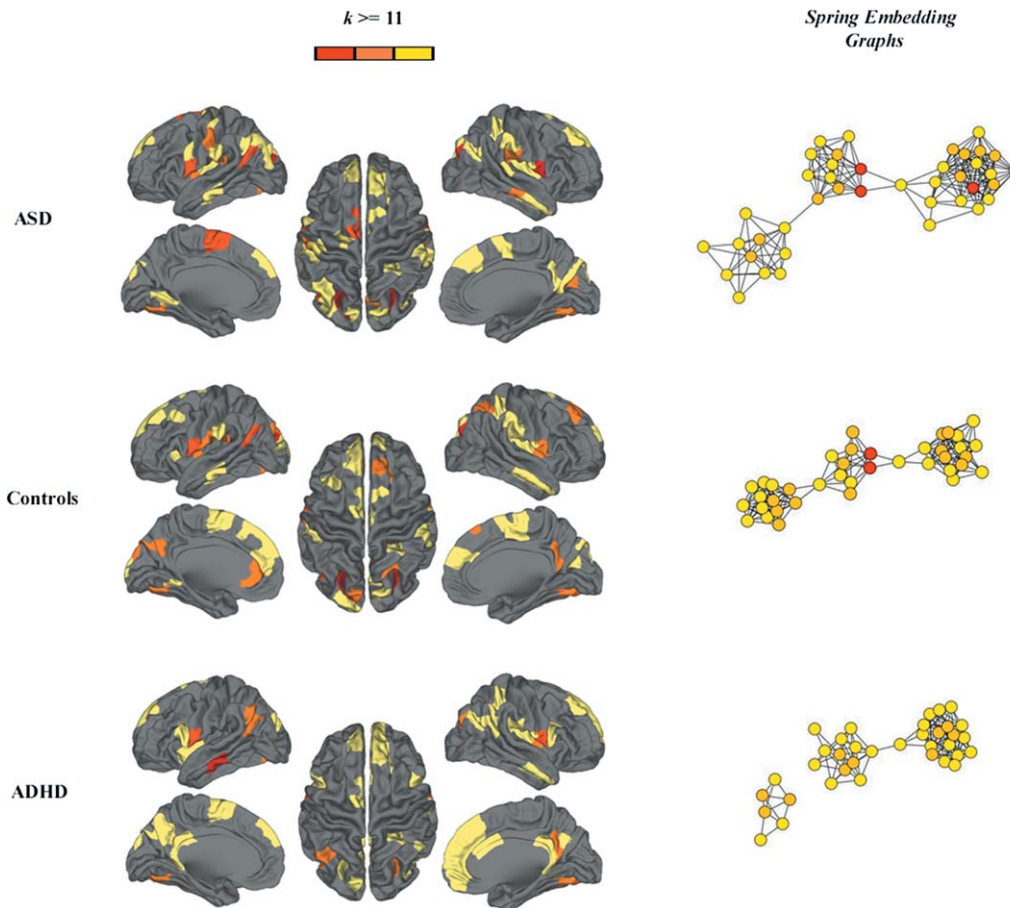 k >= 11
Spring Embedding
Graphs
ASD
Controls
ADHD